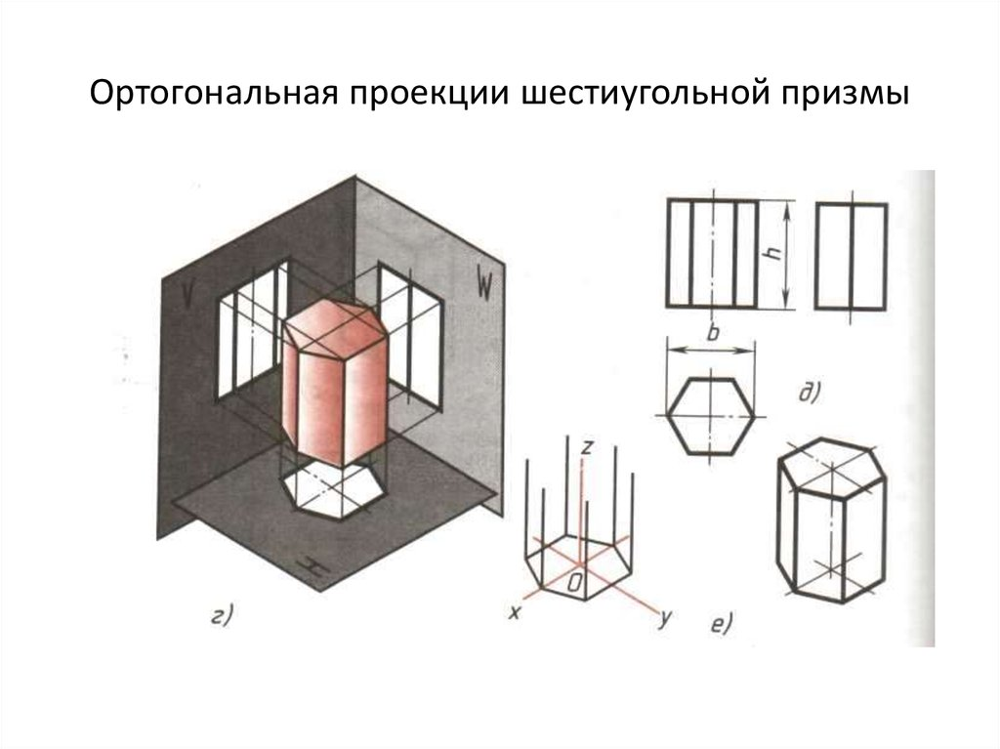 Ортогональная проекции шестиугольной призмы
V
W
H
г)
h
b
д)
z
O
x
y
е)